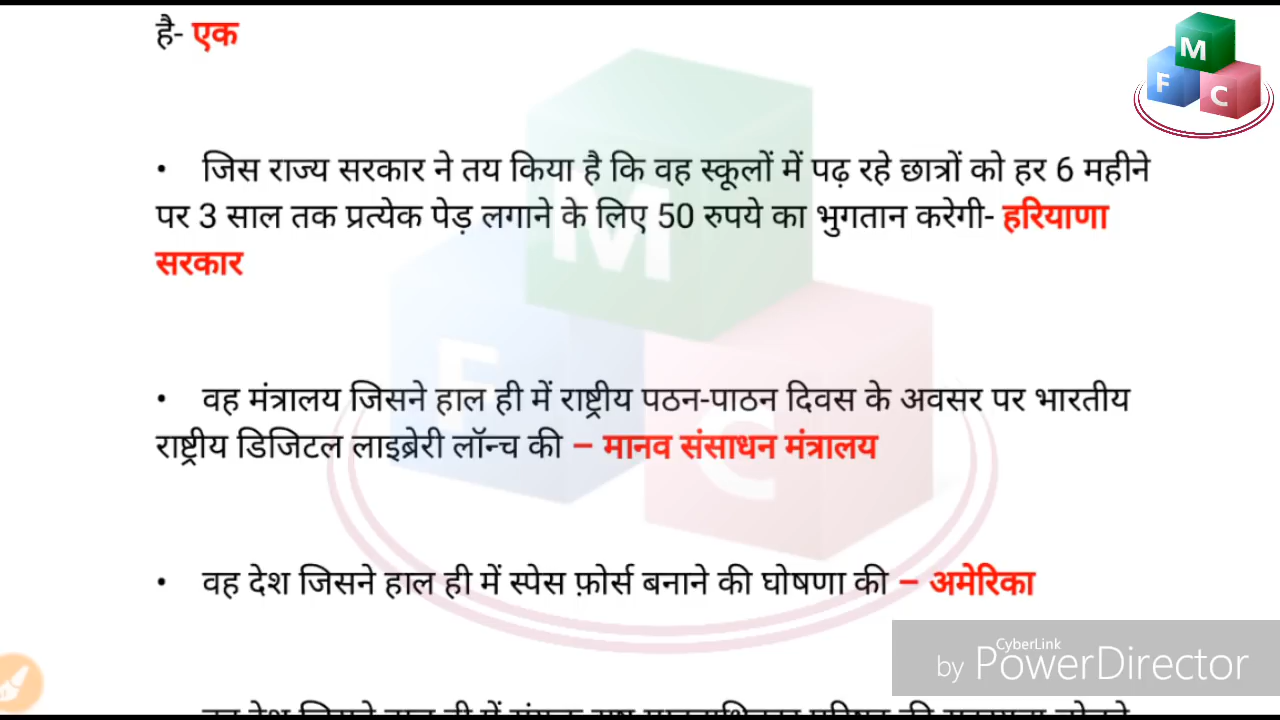 है- एक
M
F
C
• जिस राज्य सरकार ने तय किया है कि वह स्कूलों में पढ़ रहे छात्रों को हर 6 महीने
पर 3 साल तक प्रत्येक पेड़ लगाने के लिए 50 रुपये का भुगतान करेगी- हरियाणा
सरकार
• वह मंत्रालय जिसने हाल ही में राष्ट्रीय पठन-पाठन दिवस के अवसर पर भारतीय
राष्ट्रीय डिजिटल लाइब्रेरी लॉन्च की – मानव संसाधन मंत्रालय
• वह देश जिसने हाल ही में स्पेस फ़ोर्स बनाने की घोषणा की – अमेरिका
M
F
C
CyberLink
by PowerDirector